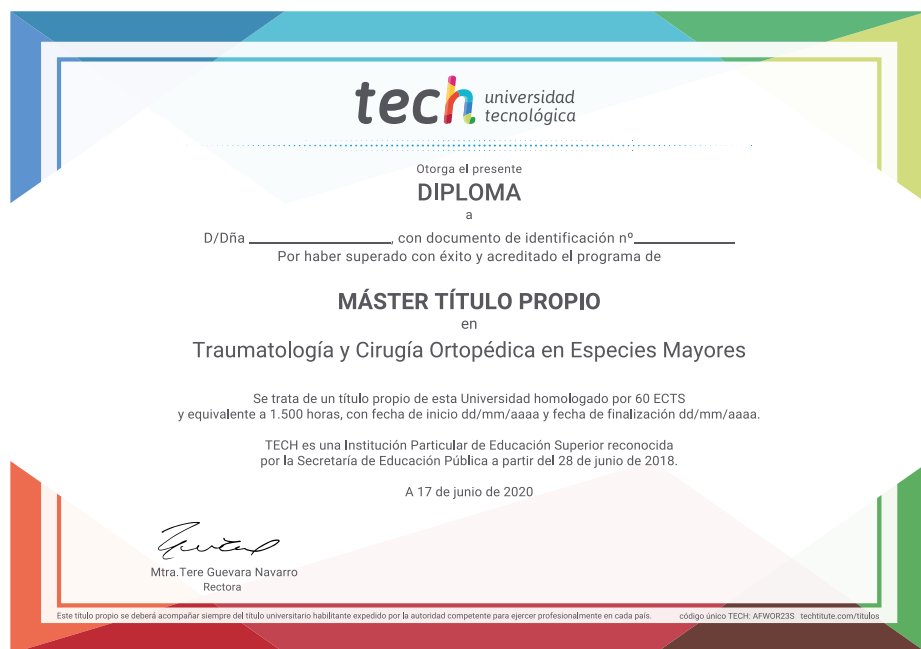 tech universidad
tecnológica
Otorga el presente
DIPLOMA
a
D/Dña ____________________, con documento de identificación nº______________
Por haber superado con éxito y acreditado el programa de
MÁSTER TÍTULO PROPIO
en
Traumatología y Cirugía Ortopédica en Especies Mayores
Se trata de un título propio de esta Universidad homologado por 60 ECTS
y equivalente a 1.500 horas, con fecha de inicio dd/mm/aaaa y fecha de finalización dd/mm/aaaa.
TECH es una Institución Particular de Educación Superior reconocida
por la Secretaría de Educación Pública a partir del 28 de junio de 2018.
A 17 de junio de 2020
Mtra.Tere Guevara Navarro
Rectora
Este título propio se deberá acompañar siempre del título universitario habilitante expedido por la autoridad competente para ejercer profesionalmente en cada país. código único TECH: AFWOR23S techtitute.com/titulos